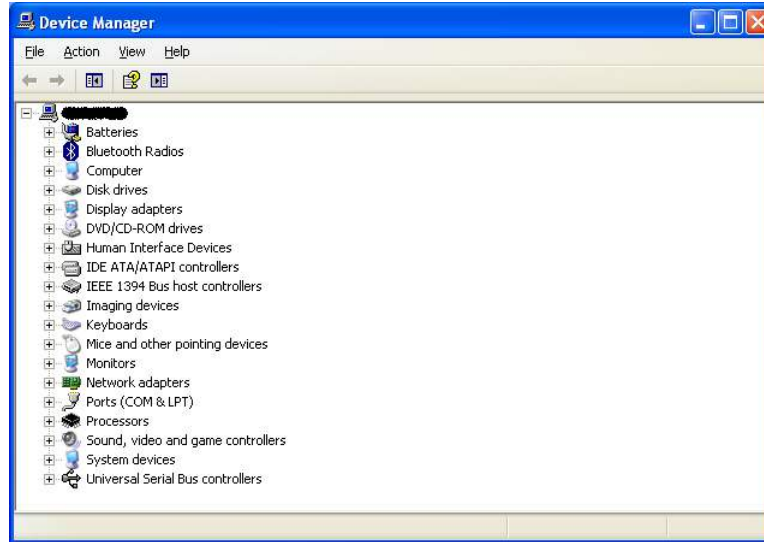 Device Manager
File Action View Help
Batteries
Bluetooth Radios
Computer
Disk drives
Display adapters
DVD/CD-ROM drives
Human Interface Devices
IDE ATA/ATAPI controllers
IEEE 1394 Bus host controllers
Imaging devices
Keyboards
Mice and other pointing devices
Monitors
Network adapters
Ports (COM & LPT)
Processors
Sound, video and game controllers
System devices
Universal Serial Bus controllers